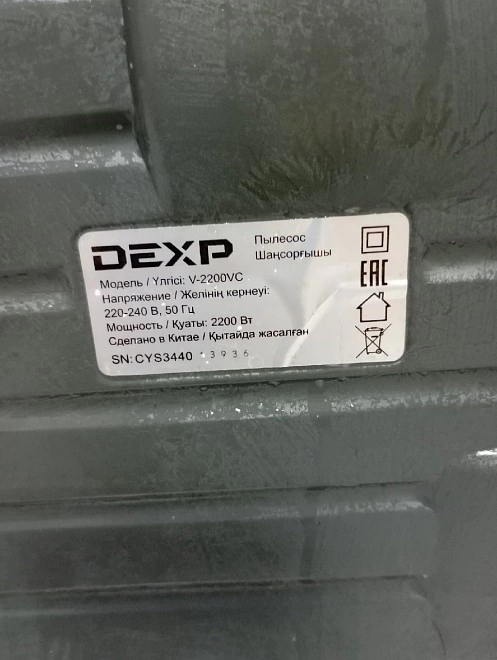 DEXP
Пылесос
Шаңсорғышы
Модель / Үлгісі: V-2200VC
Напряжение / Желінің кернеуі:
220-240 В, 50 Гц
Мощность / Қуаты: 2200 Вт
Сделано в Китае / Қытайда жасалған
SN: CYS3440 13936
EAC